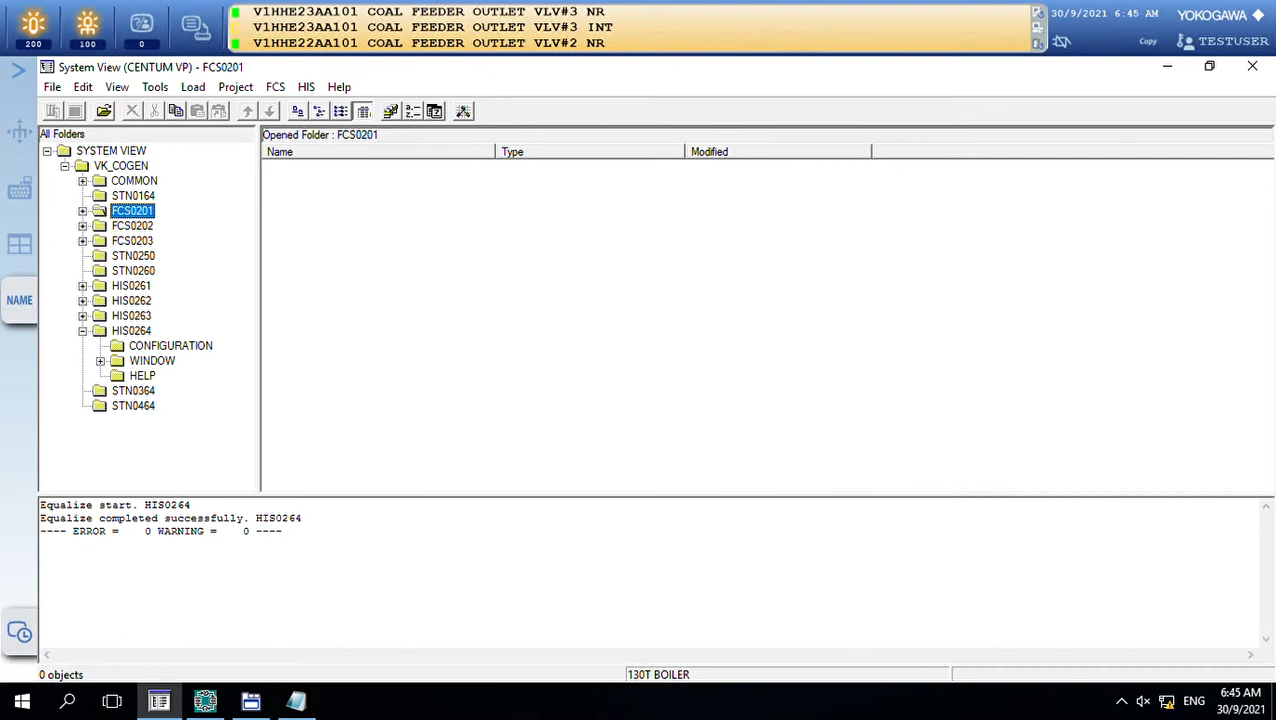 V1HHE23AA101 COAL FEEDER OUTLET VLV#3 NR
V1HHE23AA101 COAL FEEDER OUTLET VLV#3 INT
V1HHE22AA101 COAL FEEDER OUTLET VLV#2 NR
200
100
0
30/9/2021 6:45 AM
YOKOGAWA
Copy
TESTUSER
System View (CENTUM VP) - FCS0201
File Edit View Tools Load Project FCS HIS Help
All Folders
Opened Folder : FCS0201
Name Type Modified
SYSTEM VIEW
VK_COGEN
COMMON
STN0164
FCS0201
FCS0202
FCS0203
STN0250
STN0260
HIS0261
HIS0262
HIS0263
HIS0264
CONFIGURATION
WINDOW
HELP
STN0364
STN0464
NAME
Equalize start. HIS0264
Equalize completed successfully. HIS0264
---- ERROR =    0 WARNING =    0 ----
0 objects
130T BOILER
ENG
6:45 AM
30/9/2021